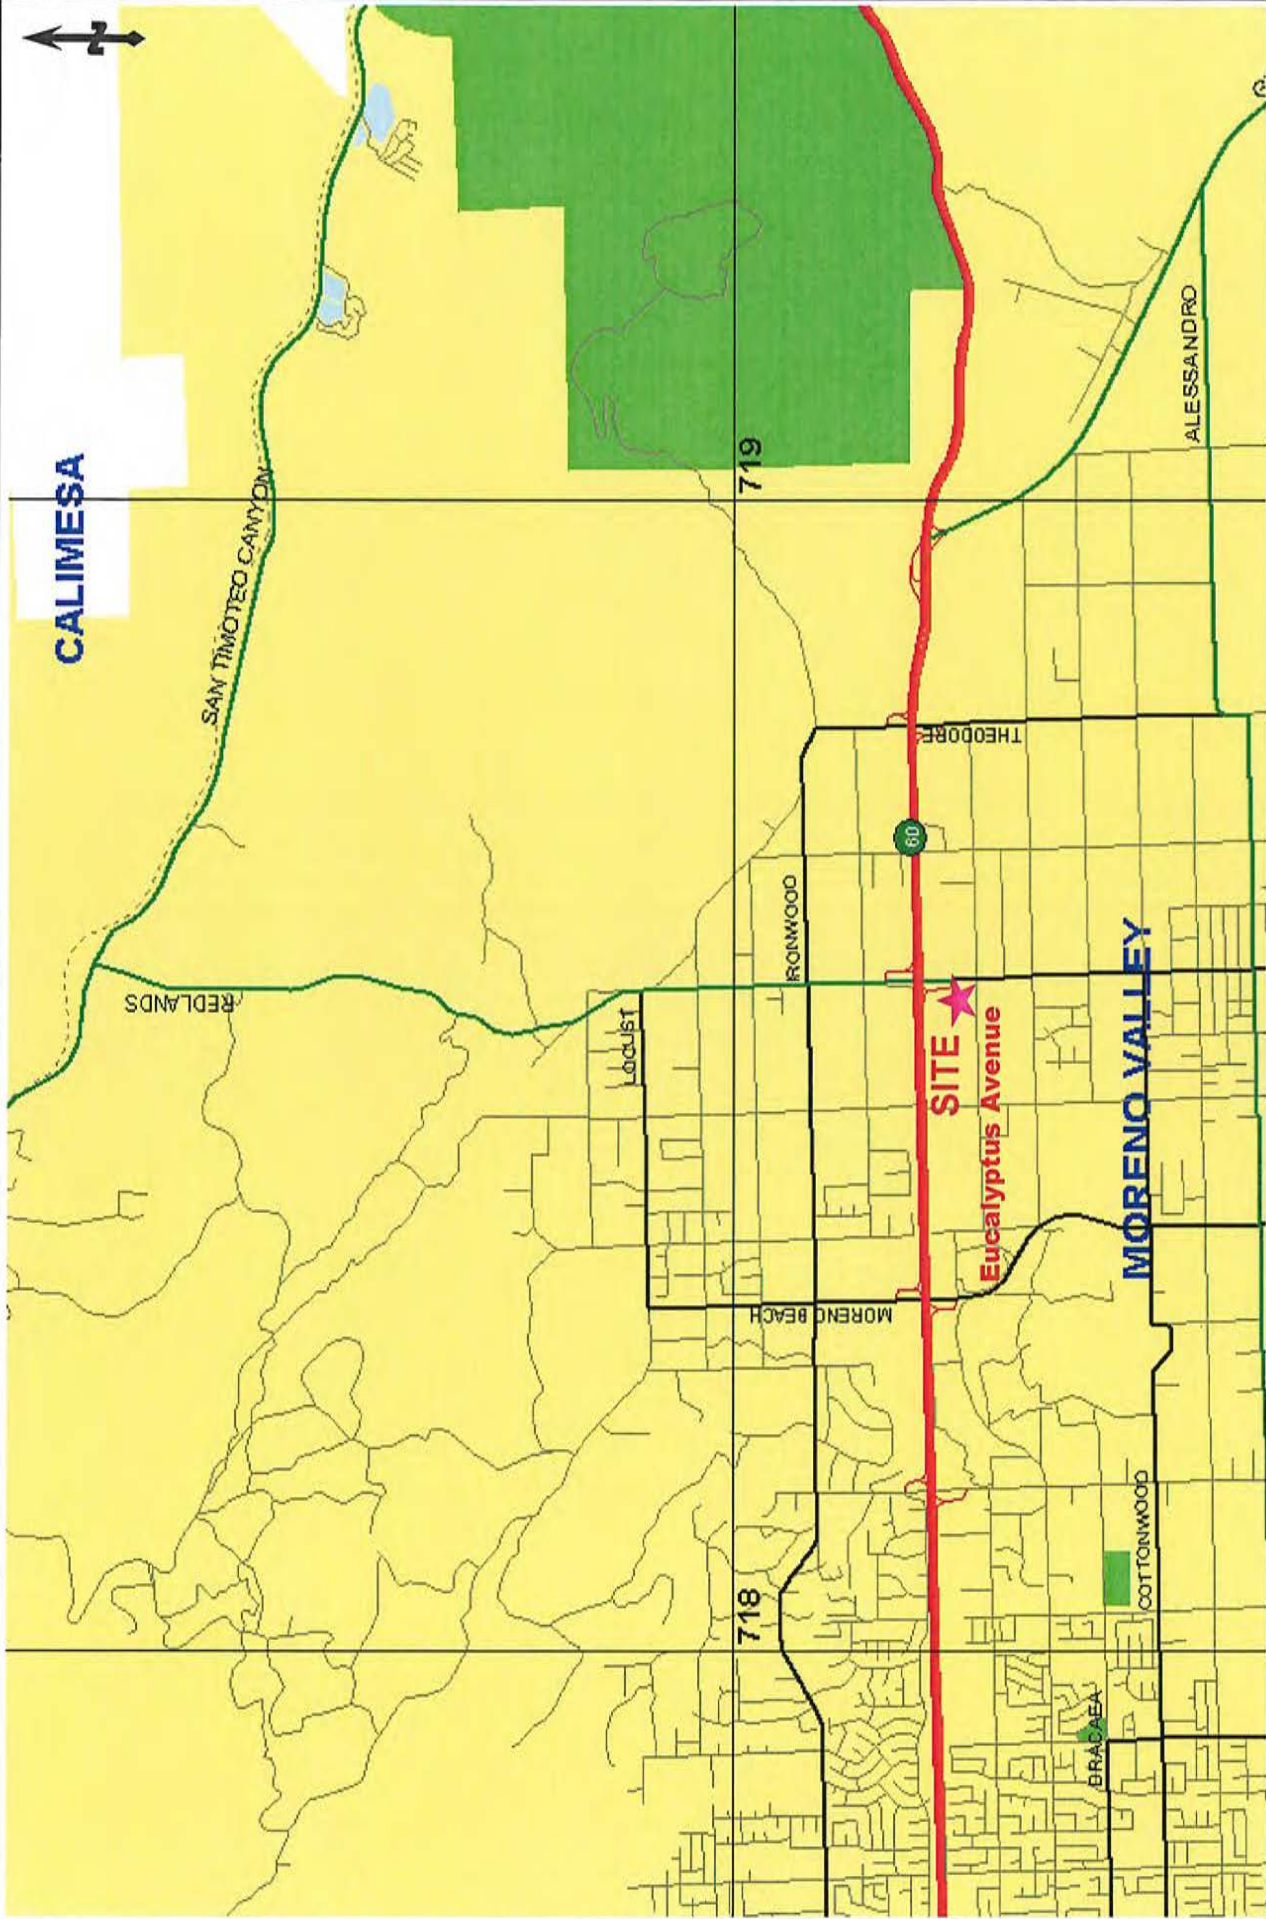 N
CALIMESA
SAN TIMOTEO CANYON
REDLANDS
LOCUST
IRONWOOD
THEODORE
ALESSANDRO
719
60
SITE
Eucalyptus Avenue
MORENO VALLEY
MORENO BEACH
718
COTTONWOOD
DRACAEA